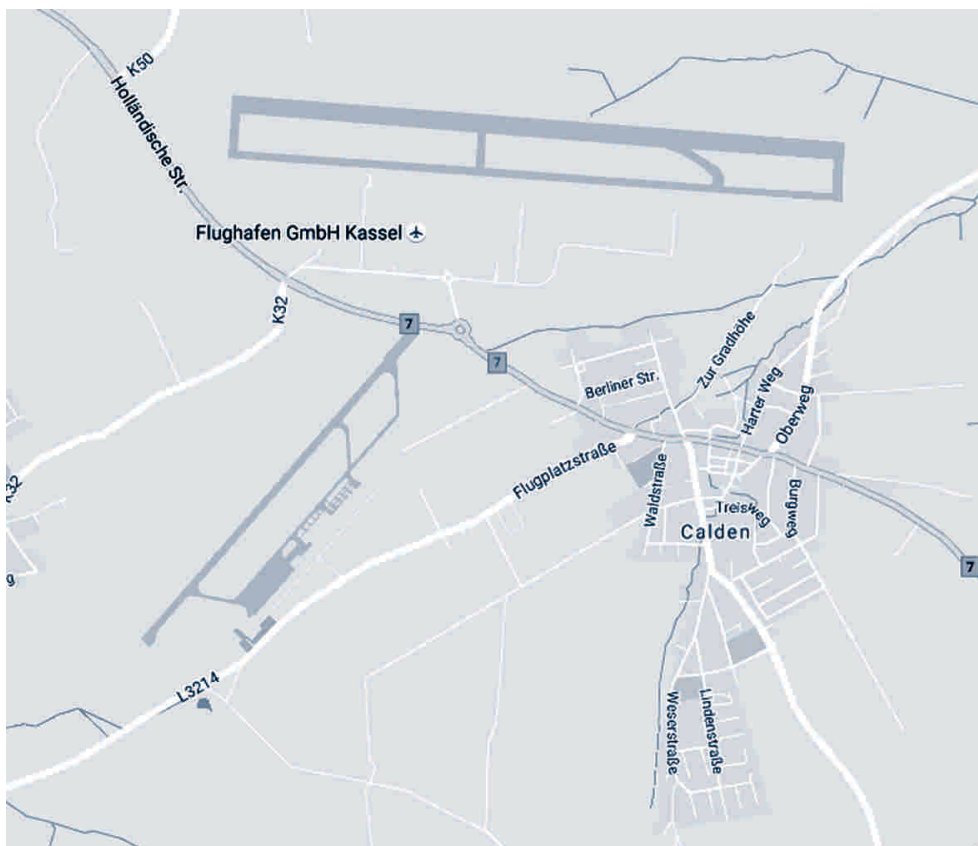 K50
Holländische Str.
Flughafen GmbH Kassel
K32
7
7
Zur Gradhöhe
Berliner Str.
Harter Weg
Oberweg
Flugplatzstraße
Waldstraße
K32
Treisweg
Burgweg
Calden
7
g
L3214
Weserstraße
Lindenstraße